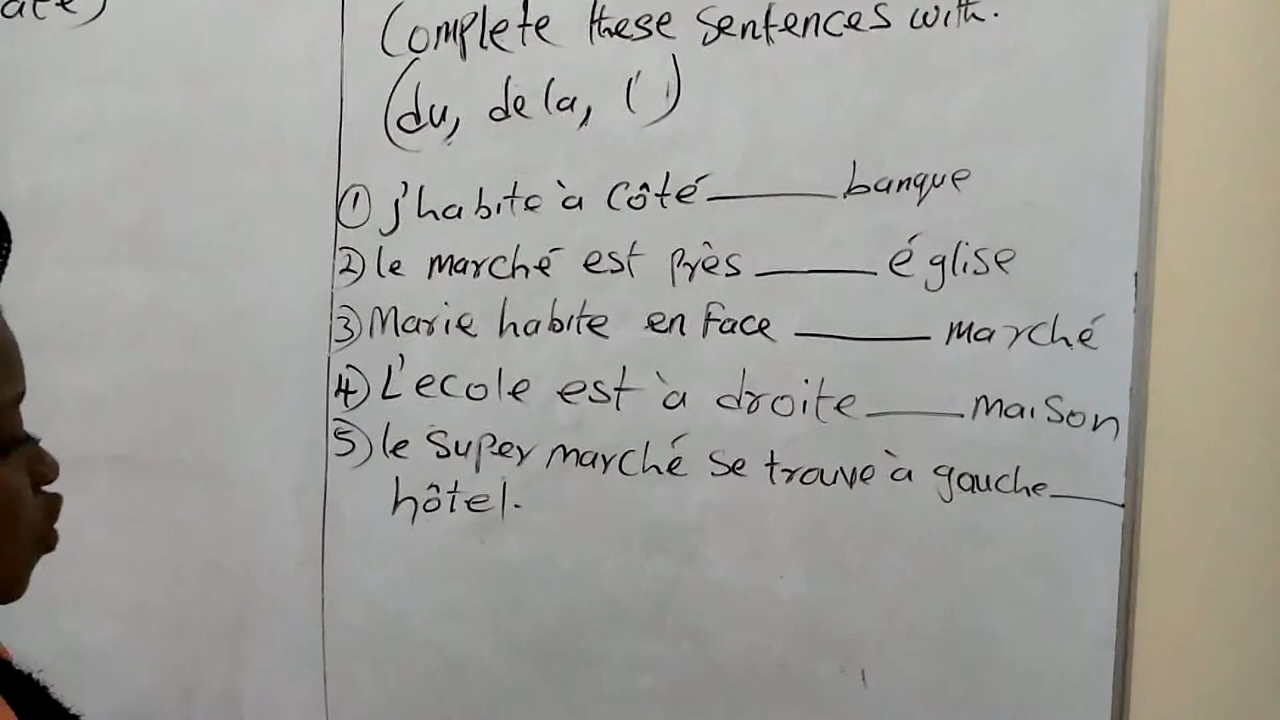 Complete these sentences with.
(du, de la, l')
① j'habite à côté ______ banque
2) le marché est près ______ église
3) Marie habite en face ______ marché
4) L'ecole est à droite ______ maison
5) le super marché se trouve à gauche ______
hôtel.